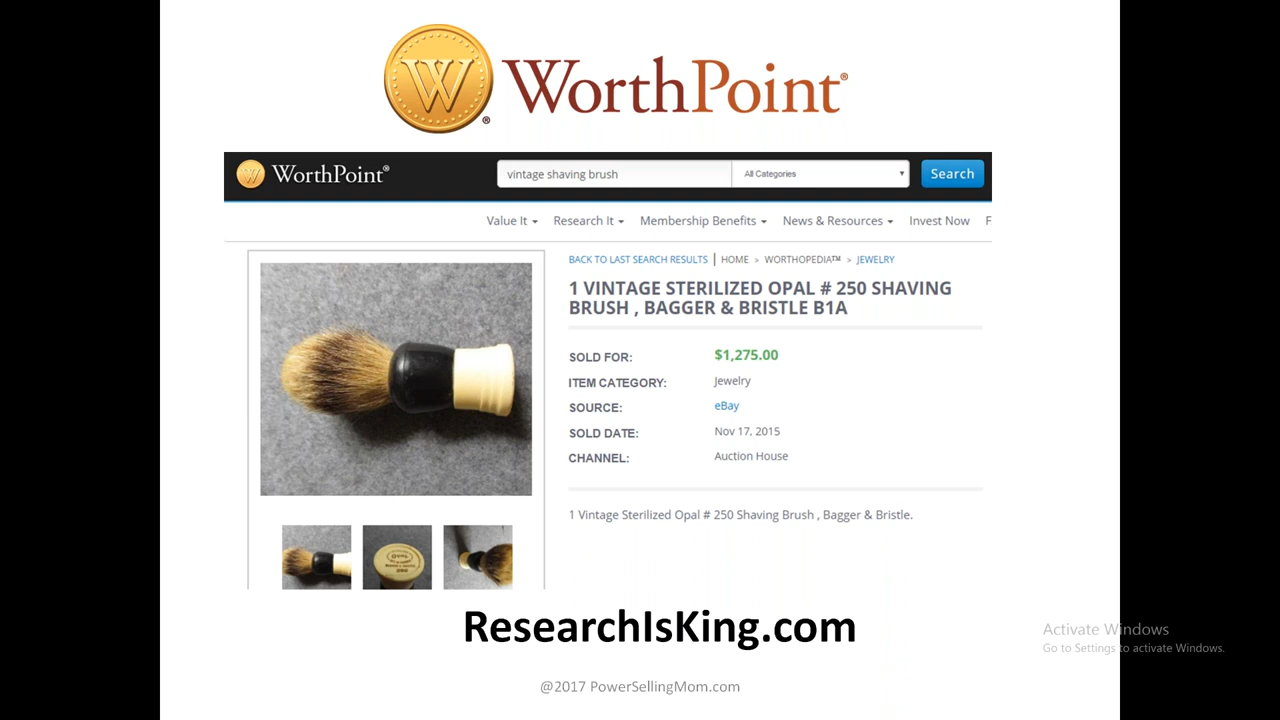 W WorthPoint®
®
W WorthPoint®
vintage shaving brush
All Categories
Search
Value It
Research It
Membership Benefits
News & Resources
Invest Now
F
BACK TO LAST SEARCH RESULTS | HOME > WORTHOPEDIA™ > JEWELRY
1 VINTAGE STERILIZED OPAL # 250 SHAVING
BRUSH , BAGGER & BRISTLE B1A
SOLD FOR: $1,275.00
ITEM CATEGORY: Jewelry
SOURCE: eBay
SOLD DATE: Nov 17, 2015
CHANNEL: Auction House
1 Vintage Sterilized Opal # 250 Shaving Brush , Bagger & Bristle.
ResearchIsKing.com
Activate Windows
Go to Settings to activate Windows.
@2017 PowerSellingMom.com